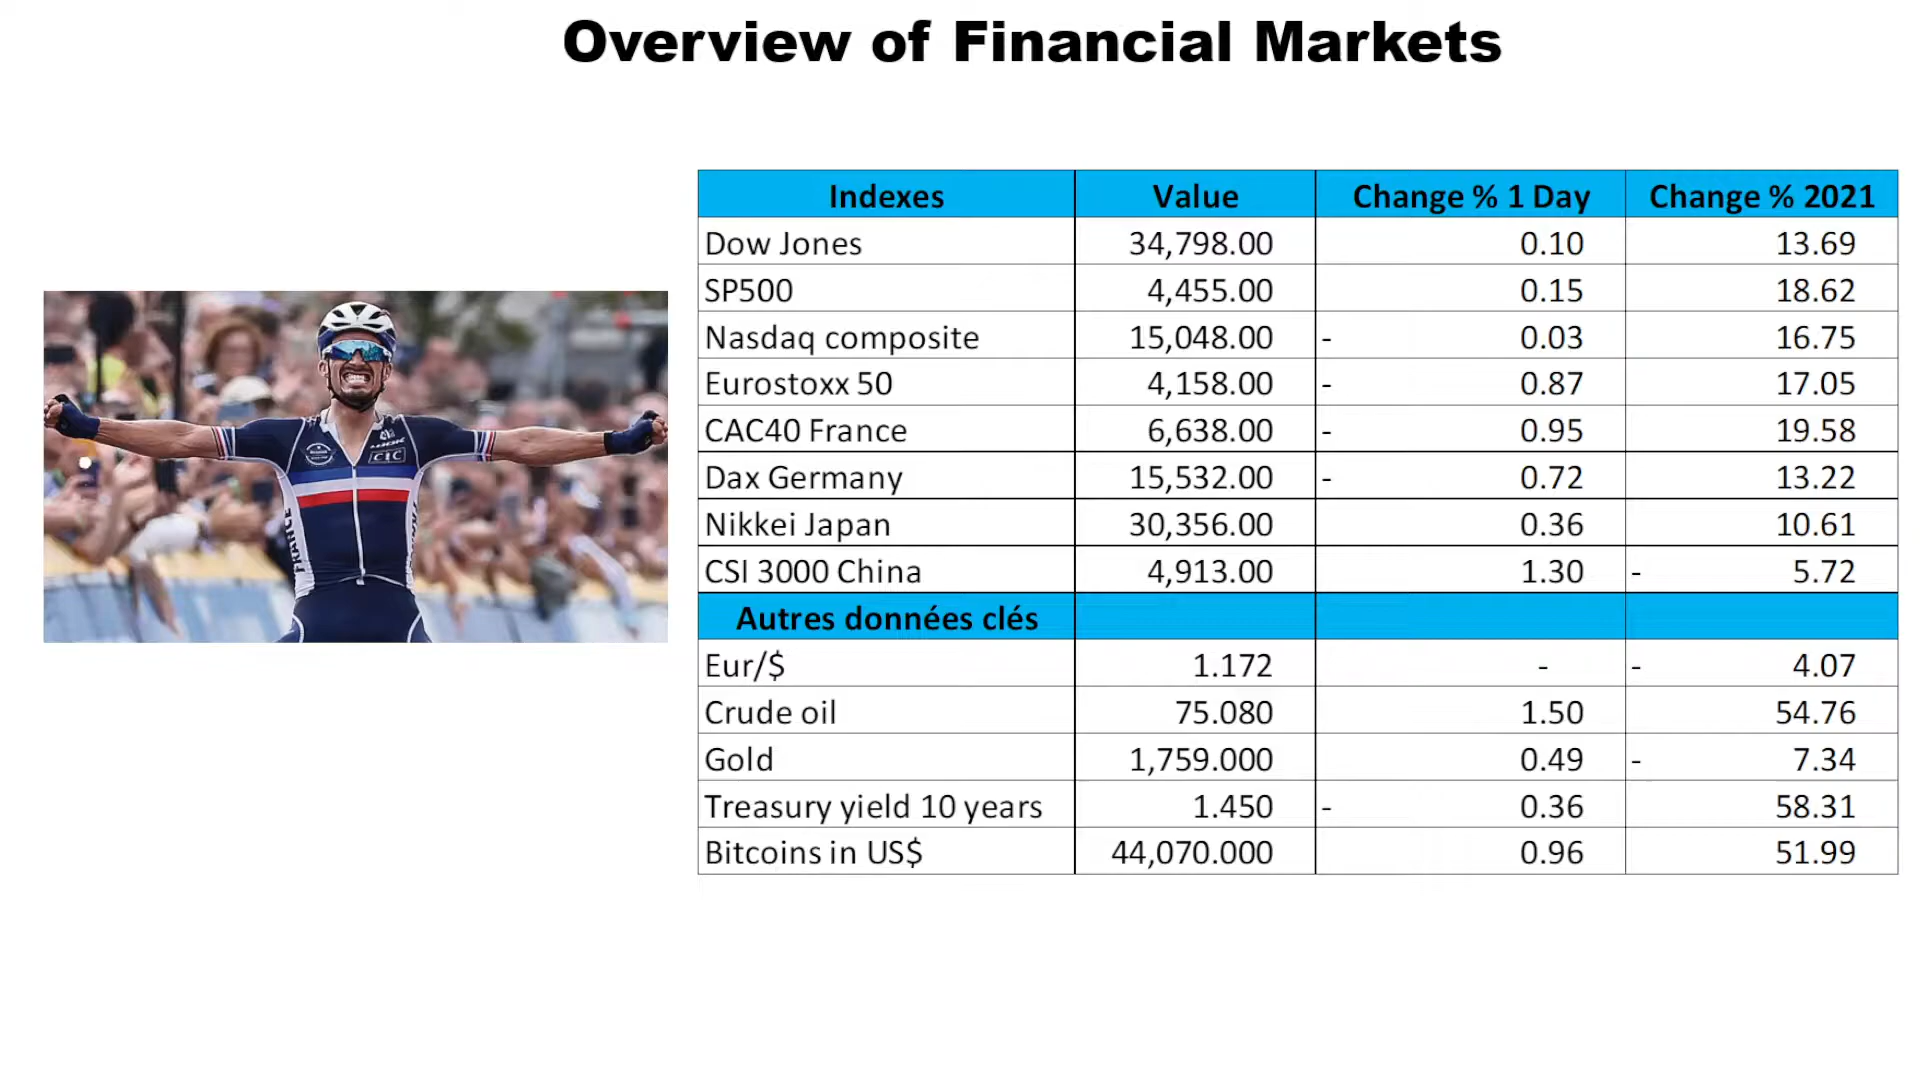 Overview of Financial Markets
Indexes Value Change % 1 Day Change % 2021
Dow Jones 34,798.00 0.10 13.69
SP500 4,455.00 0.15 18.62
Nasdaq composite 15,048.00 - 0.03 16.75
Eurostoxx 50 4,158.00 - 0.87 17.05
CAC40 France 6,638.00 - 0.95 19.58
Dax Germany 15,532.00 - 0.72 13.22
Nikkei Japan 30,356.00 0.36 10.61
CSI 3000 China 4,913.00 1.30 - 5.72
Autres données clés
Eur/$ 1.172 - - 4.07
Crude oil 75.080 1.50 54.76
Gold 1,759.000 0.49 - 7.34
Treasury yield 10 years 1.450 - 0.36 58.31
Bitcoins in US$ 44,070.000 0.96 51.99
CIC
FRANCE